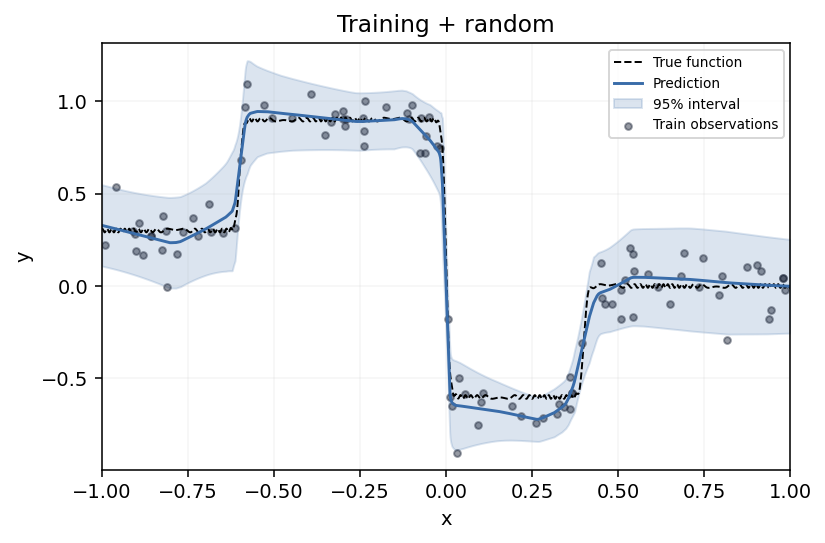 Training + random
True function
Prediction
95% interval
Train observations
1.0
0.5
0.0
−0.5
y
−1.00 −0.75 −0.50 −0.25 0.00 0.25 0.50 0.75 1.00
x